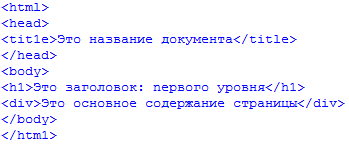 <html>
<head>
<tit1e>Это название документа</title>
</head>
<body>
<h1>Это заголовок: первого уровня</h1>
<div>Это основное содержание страницы</div>
</body>
</html>